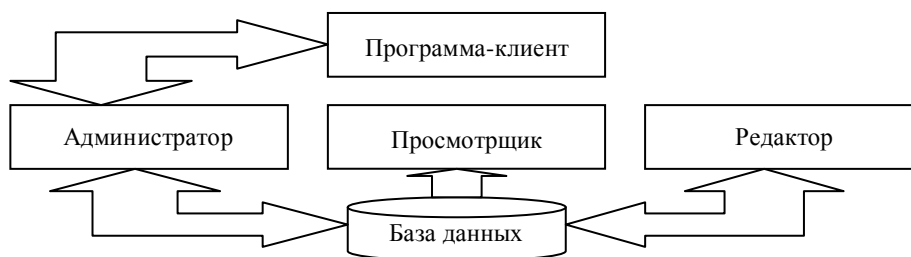 Программа-клиент
Администратор
Просмотрщик
Редактор
База данных